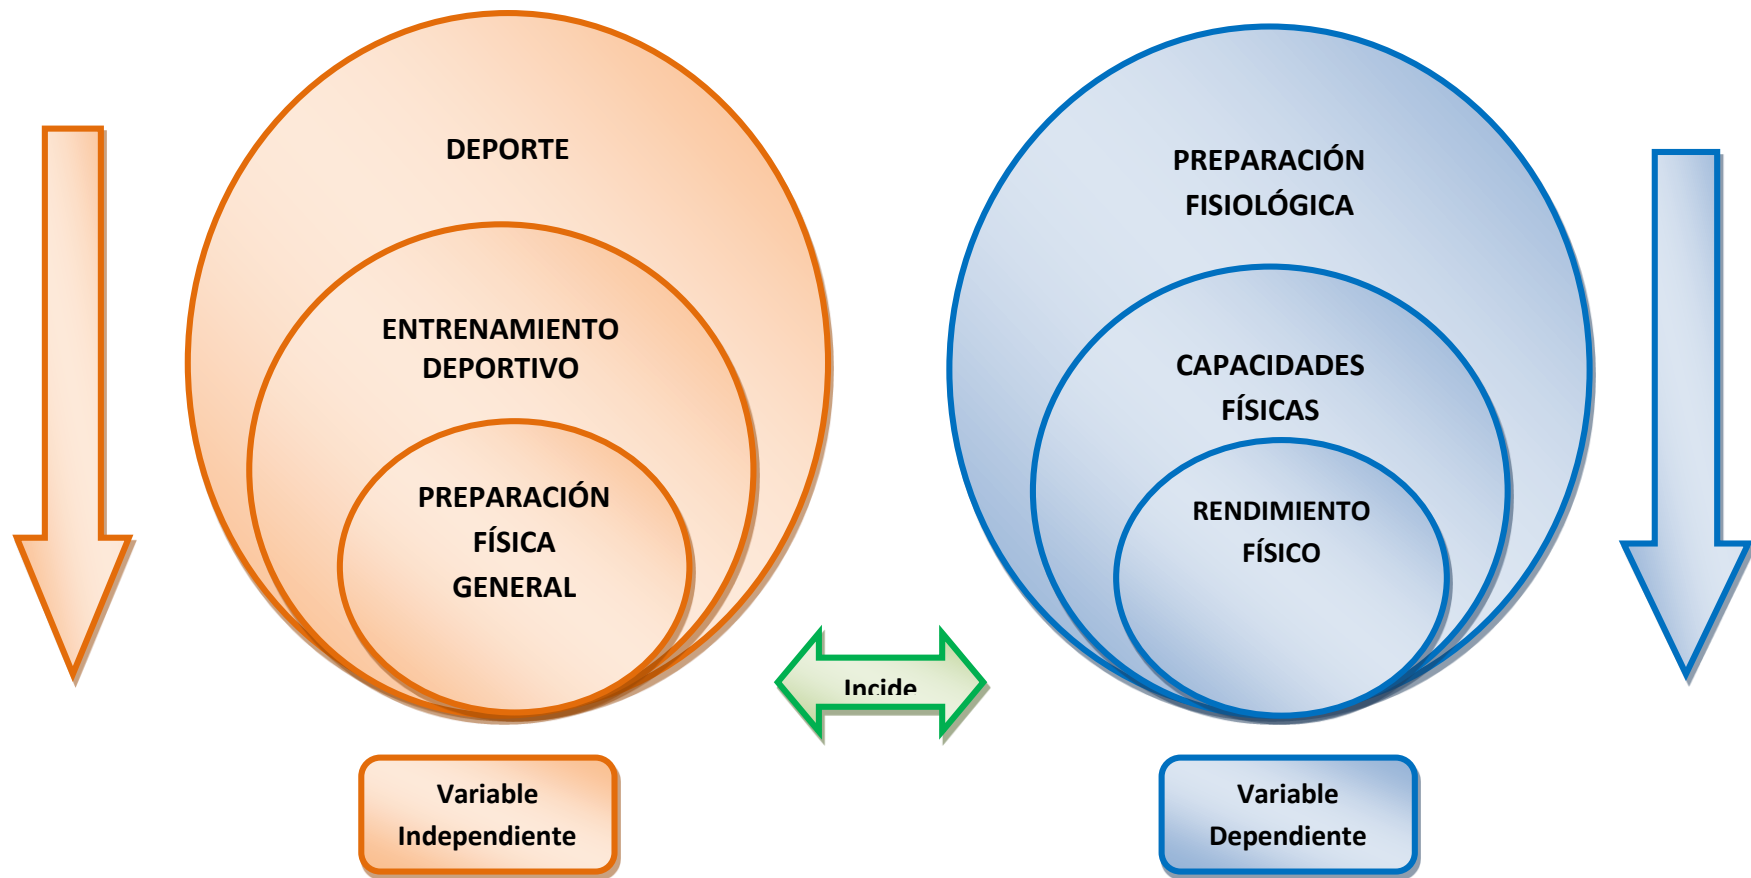 DEPORTE
ENTRENAMIENTO
DEPORTIVO
PREPARACIÓN
FÍSICA
GENERAL
PREPARACIÓN
FISIOLÓGICA
CAPACIDADES
FÍSICAS
RENDIMIENTO
FÍSICO
Incide
Variable
Independiente
Variable
Dependiente